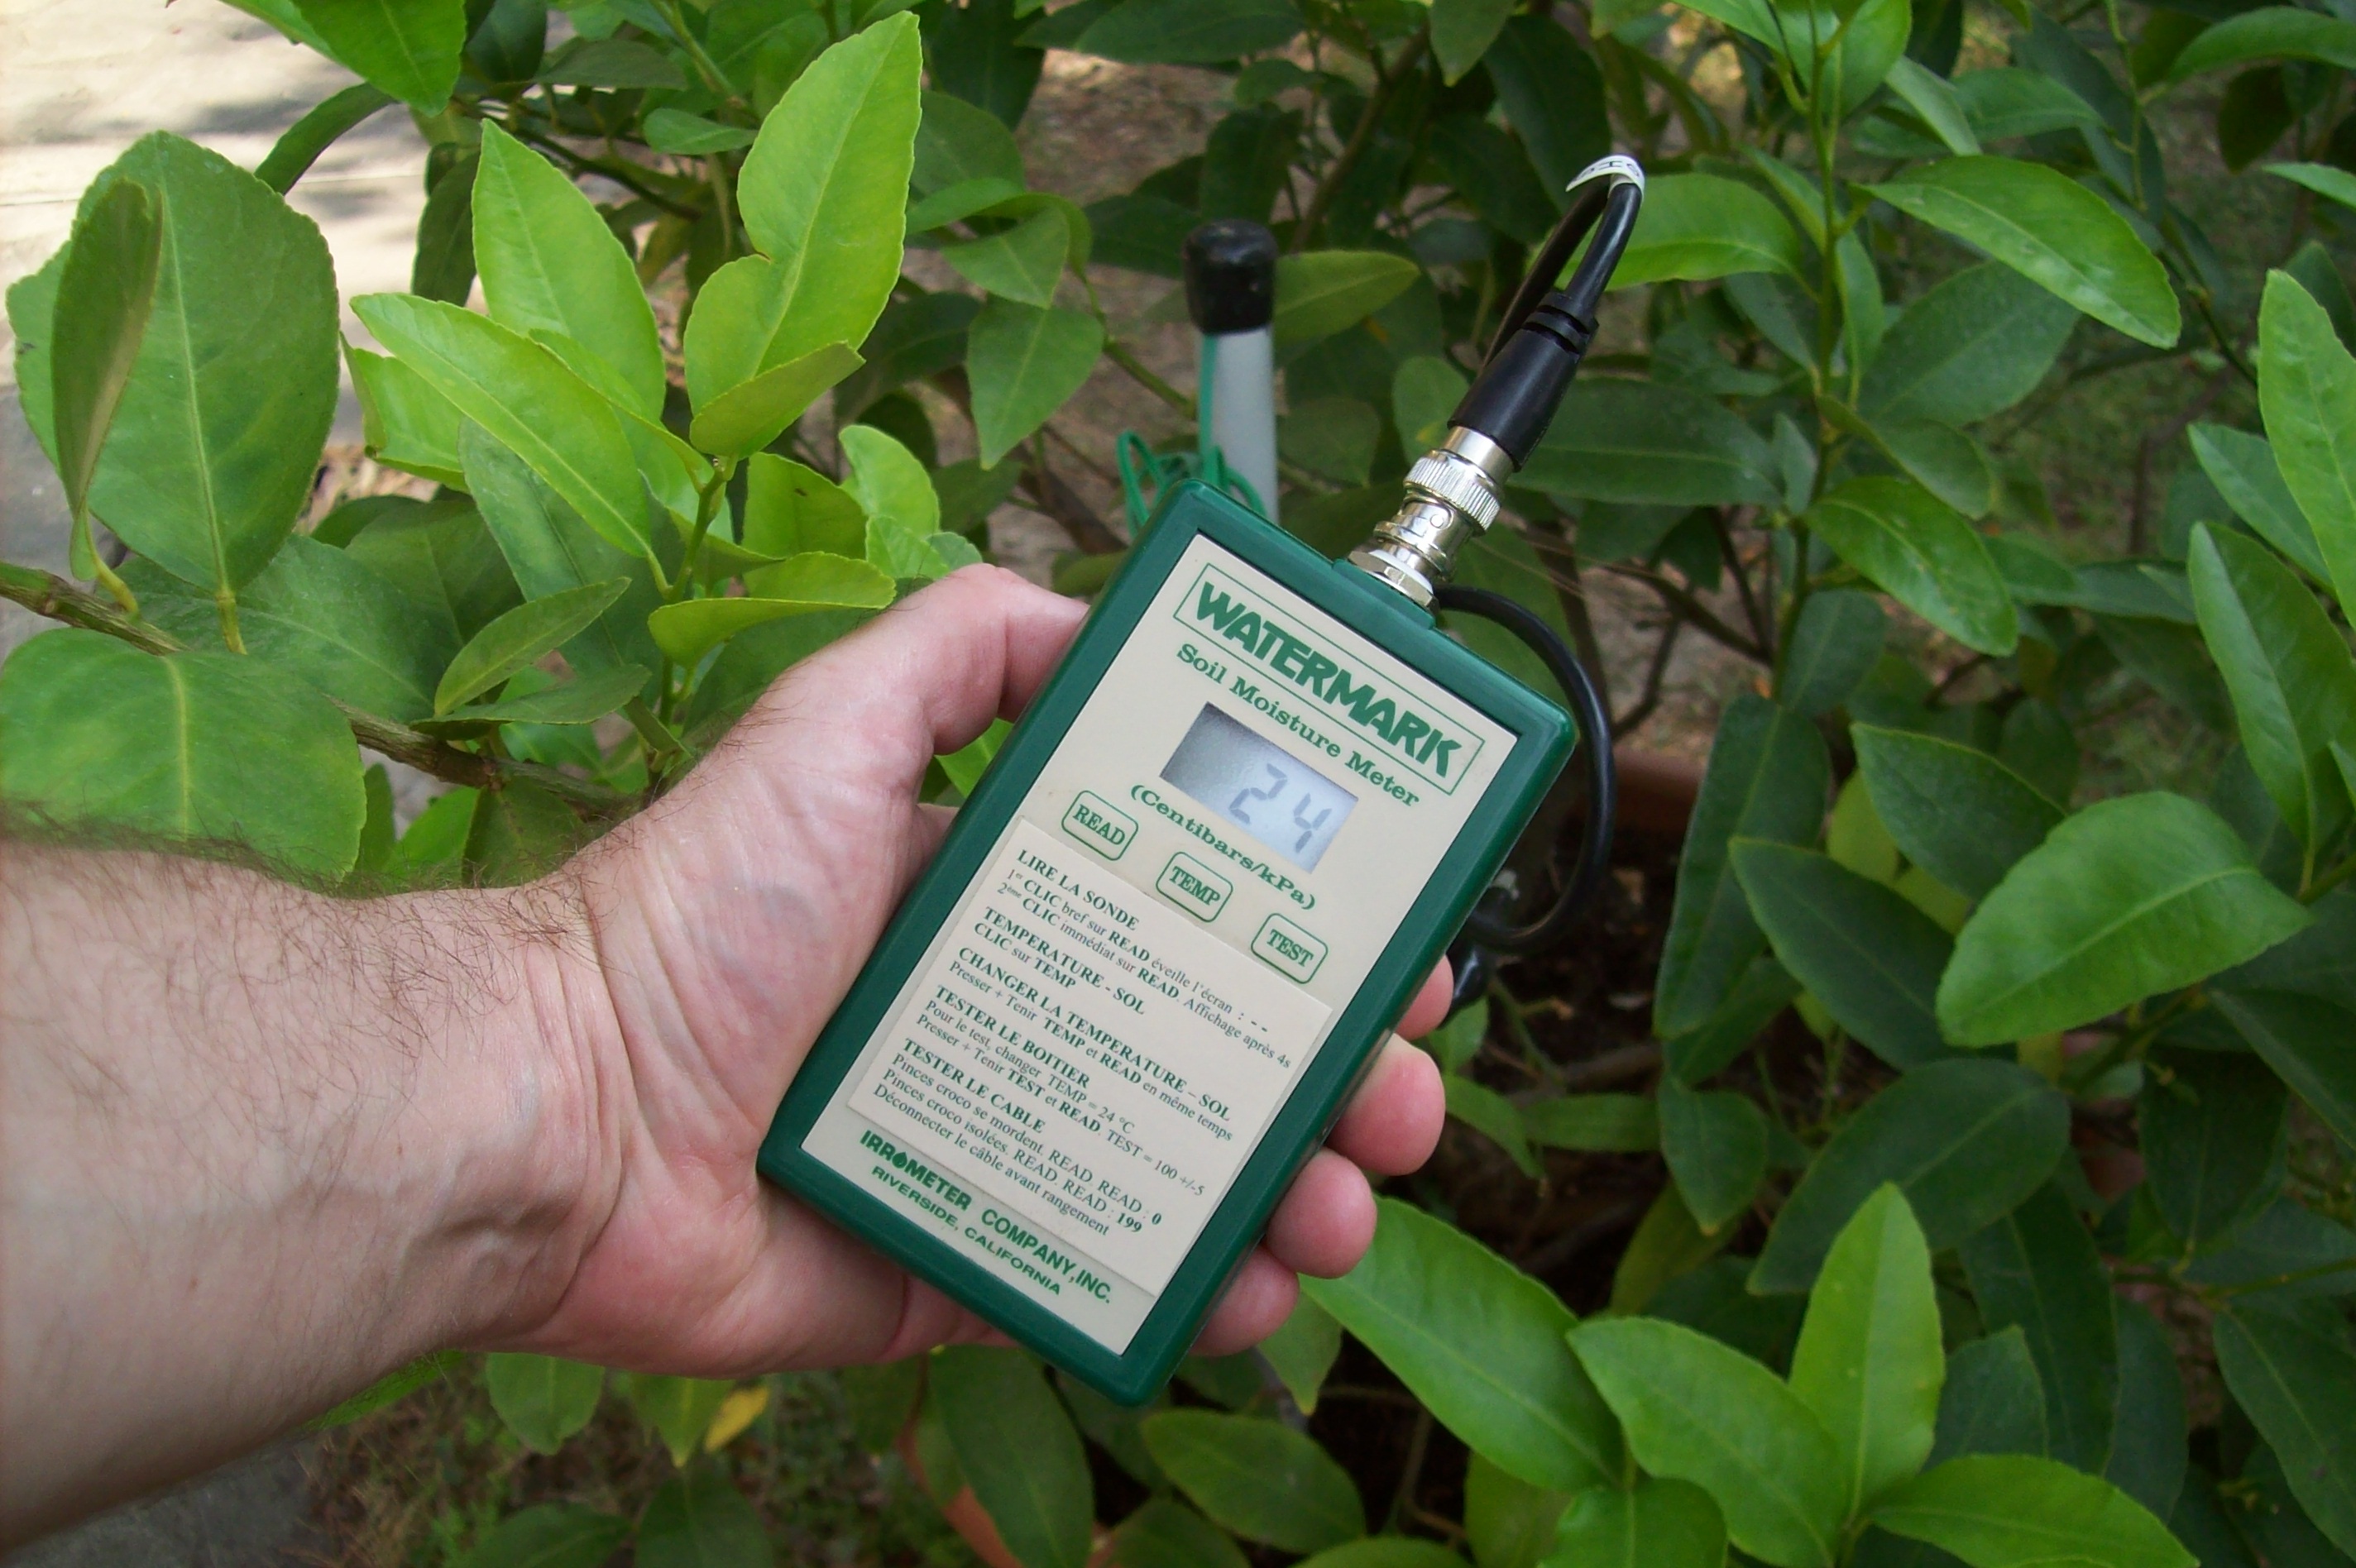 WATERMARK
Soil Moisture Meter
24
(Centibars/kPa)
READ
TEMP
TEST
LIRE LA SONDE
1er CLIC bref sur READ éveille l'écran : - -
2ème CLIC immédiat sur READ. Affichage après 4s
TEMPERATURE - SOL
CLIC sur TEMP
CHANGER LA TEMPERATURE – SOL
Presser + Tenir TEMP et READ en même temps
TESTER LE BOITIER
Pour le test, changer TEMP = 24 °C
Presser + Tenir TEST et READ. TEST = 100 +/-5
TESTER LE CABLE
Pinces croco se mordent. READ READ : 0
Pinces croco isolées. READ. READ : 199
Déconnecter le câble avant rangement
IRROMETER COMPANY, INC.
RIVERSIDE, CALIFORNIA